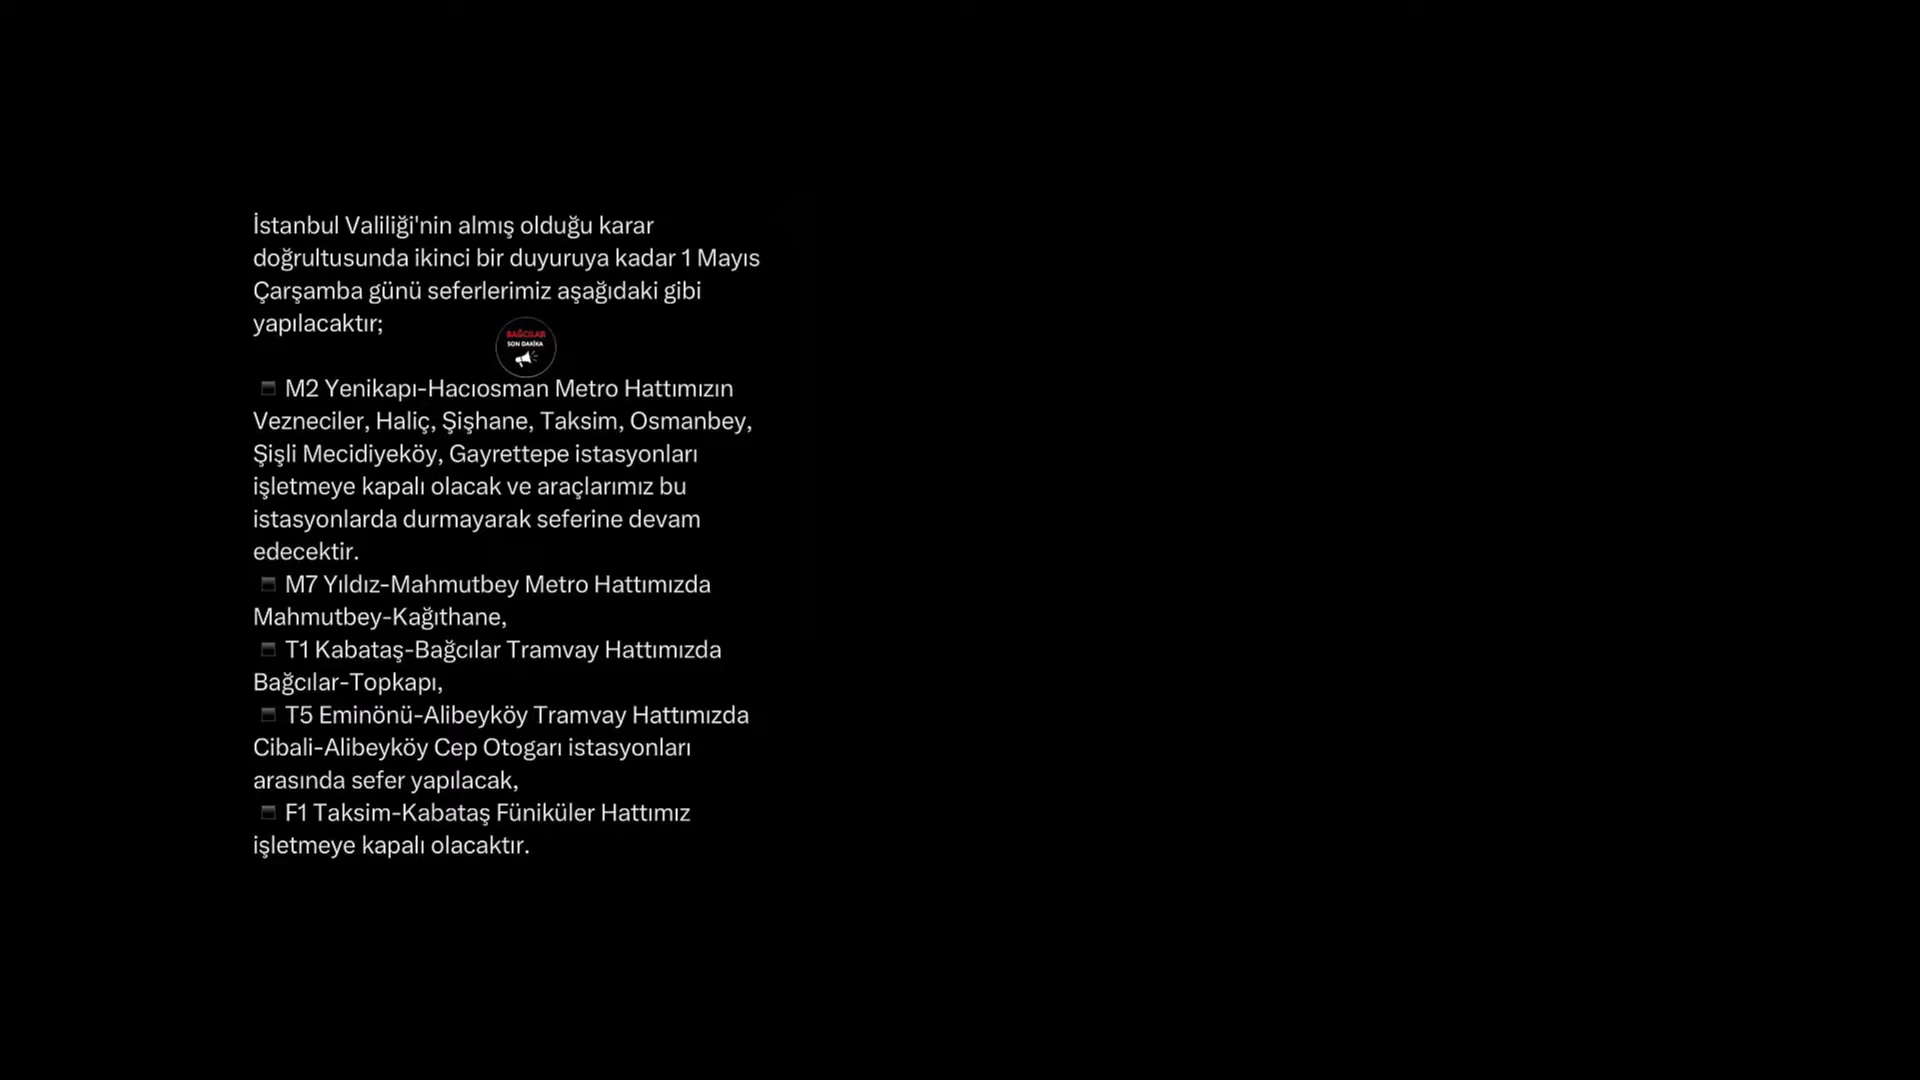 İstanbul Valiliği'nin almış olduğu karar
doğrultusunda ikinci bir duyuruya kadar 1 Mayıs
Çarşamba günü seferlerimiz aşağıdaki gibi
yapılacaktır;
BAĞCILAR
SON DAKİKA
▪ M2 Yenikapı-Hacıosman Metro Hattımızın
Vezneciler, Haliç, Şişhane, Taksim, Osmanbey,
Şişli Mecidiyeköy, Gayrettepe istasyonları
işletmeye kapalı olacak ve araçlarımız bu
istasyonlarda durmayarak seferine devam
edecektir.
▪ M7 Yıldız-Mahmutbey Metro Hattımızda
Mahmutbey-Kağıthane,
▪ T1 Kabataş-Bağcılar Tramvay Hattımızda
Bağcılar-Topkapı,
▪ T5 Eminönü-Alibeyköy Tramvay Hattımızda
Cibali-Alibeyköy Cep Otogarı istasyonları
arasında sefer yapılacak,
▪ F1 Taksim-Kabataş Füniküler Hattımız
işletmeye kapalı olacaktır.